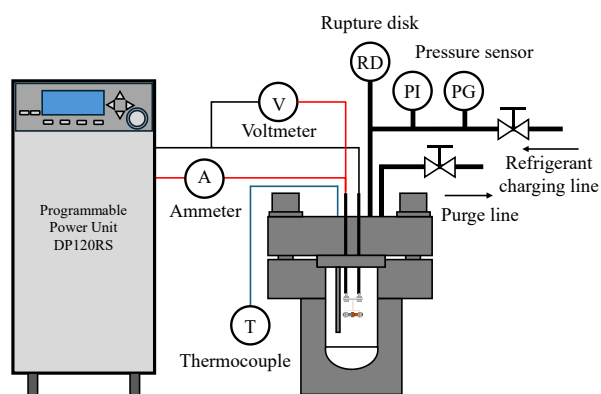 Rupture disk
RD
Pressure sensor
PI
PG
V
Voltmeter
Refrigerant
charging line
A
Ammeter
Purge line
Programmable
Power Unit
DP120RS
T
Thermocouple